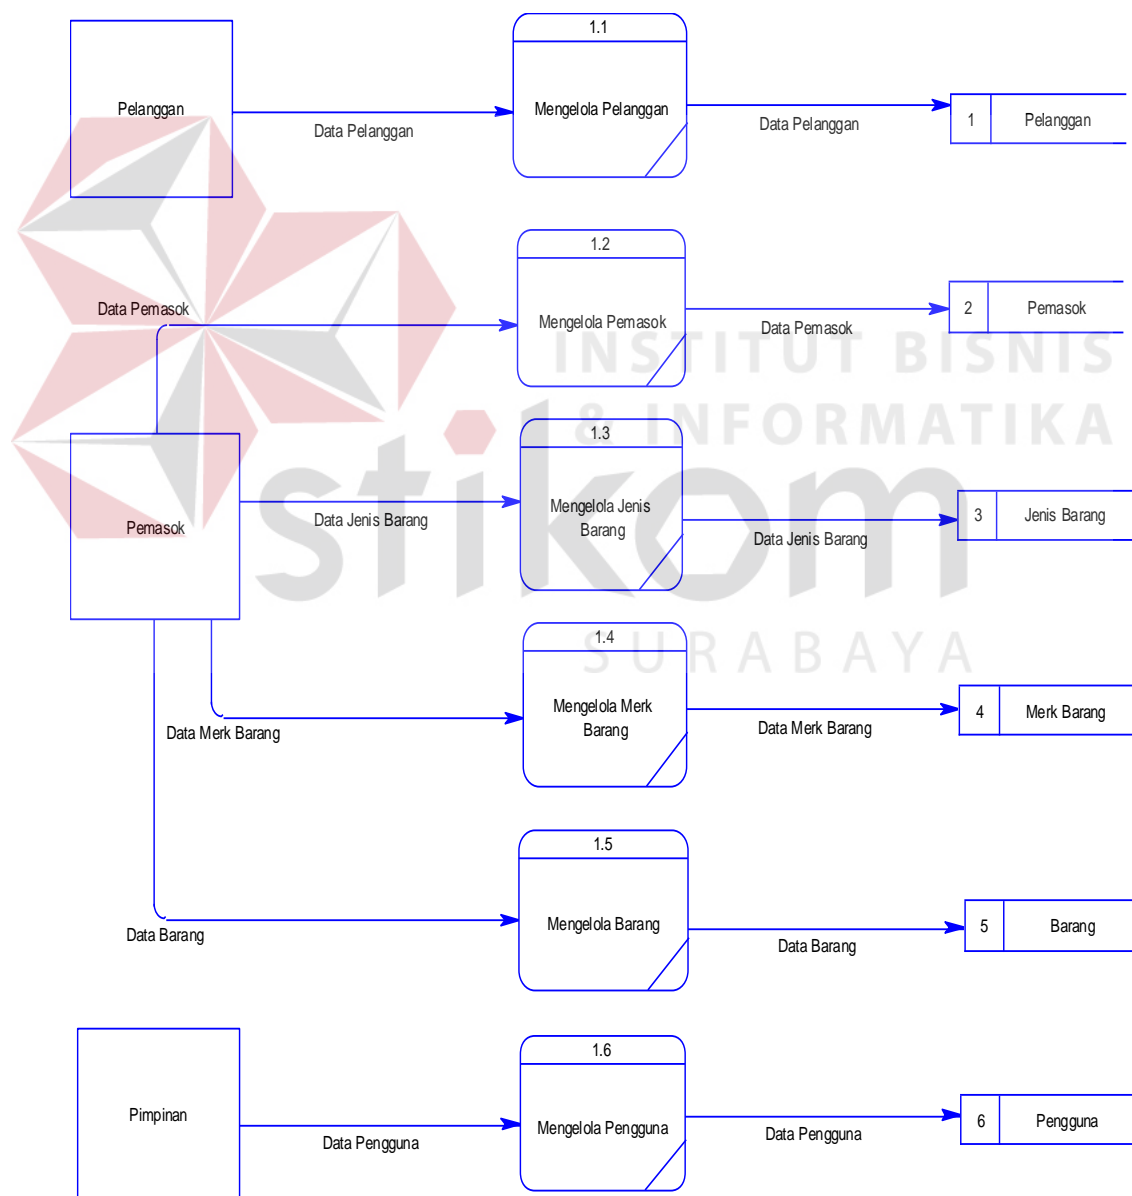 1.1
Pelanggan
Mengelola Pelanggan
Data Pelanggan
Data Pelanggan
1
Pelanggan
1.2
Data Pemasok
Mengelola Pemasok
Data Pemasok
2
Pemasok
INSTITUT BISNIS
& INFORMATIKA
stikom
SURABAYA
1.3
Pemasok
Data Jenis Barang
Mengelola Jenis
Barang
Data Jenis Barang
3
Jenis Barang
1.4
Data Merk Barang
Mengelola Merk
Barang
Data Merk Barang
4
Merk Barang
1.5
Data Barang
Mengelola Barang
Data Barang
5
Barang
1.6
Pimpinan
Data Pengguna
Mengelola Pengguna
Data Pengguna
6
Pengguna